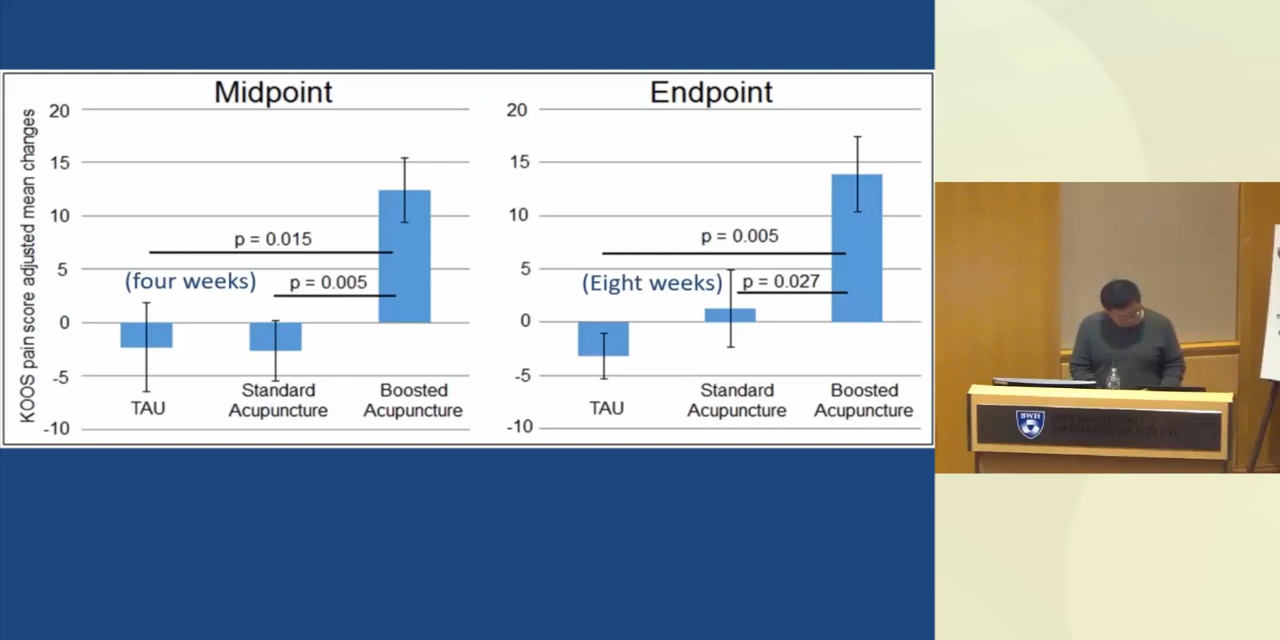 Midpoint
KOOS pain score adjusted mean changes
20
15
10
5
0
-5
-10
p = 0.015
(four weeks)
p = 0.005
TAU
Standard
Acupuncture
Boosted
Acupuncture
Endpoint
20
15
10
5
0
-5
-10
p = 0.005
(Eight weeks)
p = 0.027
TAU
Standard
Acupuncture
Boosted
Acupuncture
BWH